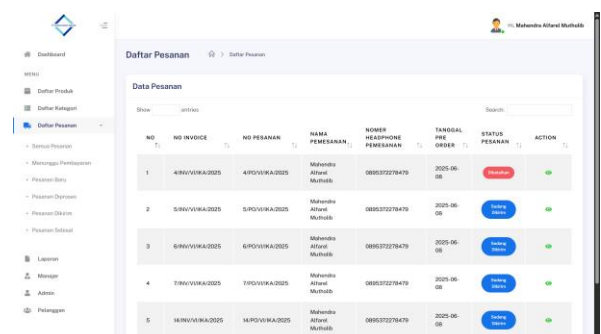 Hi, Mahendra Alfarel Mutholib
Dashboard
MENU
Daftar Produk
Daftar Kategori
Daftar Pesanan
Semua Pesanan
Menunggu Pembayaran
Pesanan Baru
Pesanan Diproses
Pesanan Dikirim
Pesanan Selesai
Laporan
Manajer
Admin
Pelanggan
Daftar Pesanan > Daftar Pesanan
Data Pesanan
Show entries Search:
NO NO INVOICE NO PESANAN NAMA PEMESANAN NOMER HEADPHONE PEMESANAN TANGGAL PRE ORDER STATUS PESANAN ACTION
1 4/INV/VI/IKA/2025 4/PO/VI/IKA/2025 Mahendra Alfarel Mutholib 0895372278479 2025-06-08 Dibatalkan
2 5/INV/VI/IKA/2025 5/PO/VI/IKA/2025 Mahendra Alfarel Mutholib 0895372278479 2025-06-08 Sedang Dikirim
3 6/INV/VI/IKA/2025 6/PO/VI/IKA/2025 Mahendra Alfarel Mutholib 0895372278479 2025-06-08 Sedang Dikirim
4 7/INV/VI/IKA/2025 7/PO/VI/IKA/2025 Mahendra Alfarel Mutholib 0895372278479 2025-06-08 Sedang Dikirim
5 14/INV/VI/IKA/2025 14/PO/VI/IKA/2025 Mahendra Alfarel Mutholib 0895372278479 2025-06-08 Sedang Dikirim